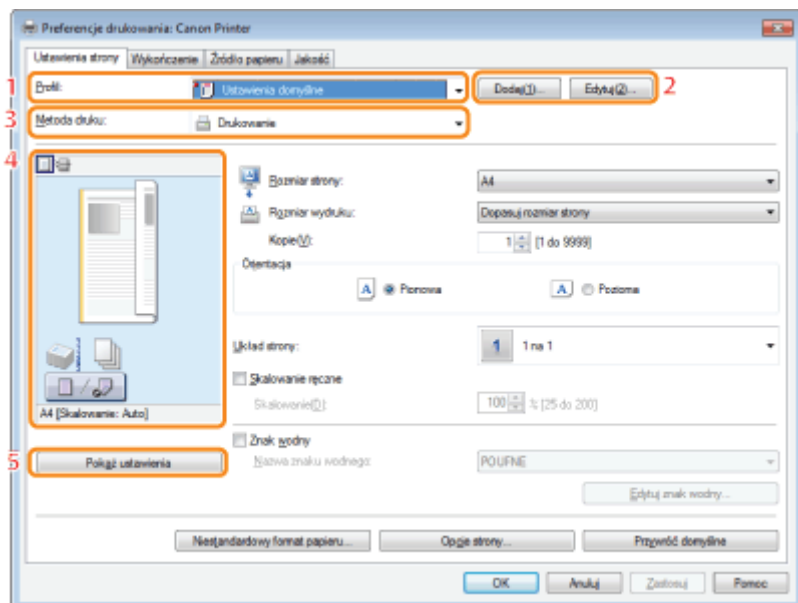 Preferencje drukowania: Canon Printer
Ustawienia strony Wykończenie Źródło papieru Jakość
1 Profil: Ustawienia domyślne Dodaj(1)... Edytuj(2)... 2
3 Metoda druku: Drukowanie
4
Rozmiar strony: A4
Rozmiar wydruku: Dopasuj rozmiar strony
Kopie(V): 1 [1 do 9999]
Orientacja
A Pionowa A Pozioma
Układ strony: 1 1 na 1
Skalowanie ręczne
Skalowanie(D): 100 % [25 do 200]
A4 [Skalowanie: Auto]
Znak wodny
5 Pokaż ustawienia
Nazwa znaku wodnego: POUFNE
Edytuj znak wodny...
Niestandardowy format papieru... Opcje strony... Przywróć domyślne
OK Anuluj Zastosuj Pomoc